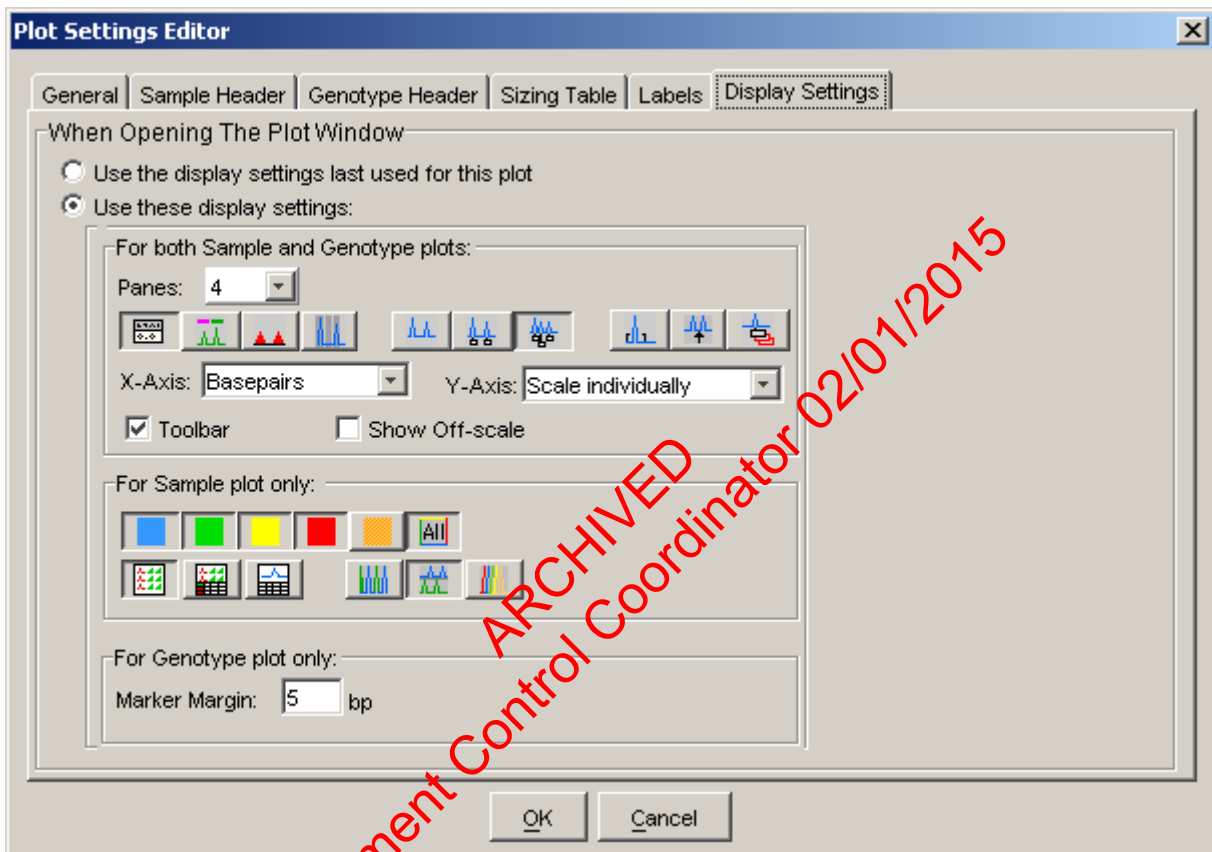 Plot Settings Editor
General Sample Header Genotype Header Sizing Table Labels Display Settings
When Opening The Plot Window
Use the display settings last used for this plot
Use these display settings:
For both Sample and Genotype plots:
Panes: 4
X-Axis: Basepairs Y-Axis: Scale individually
Toolbar Show Off-scale
For Sample plot only:
All
For Genotype plot only:
Marker Margin: 5 bp
OK Cancel
ARCHIVED
ment Control Coordinator 02/01/2015